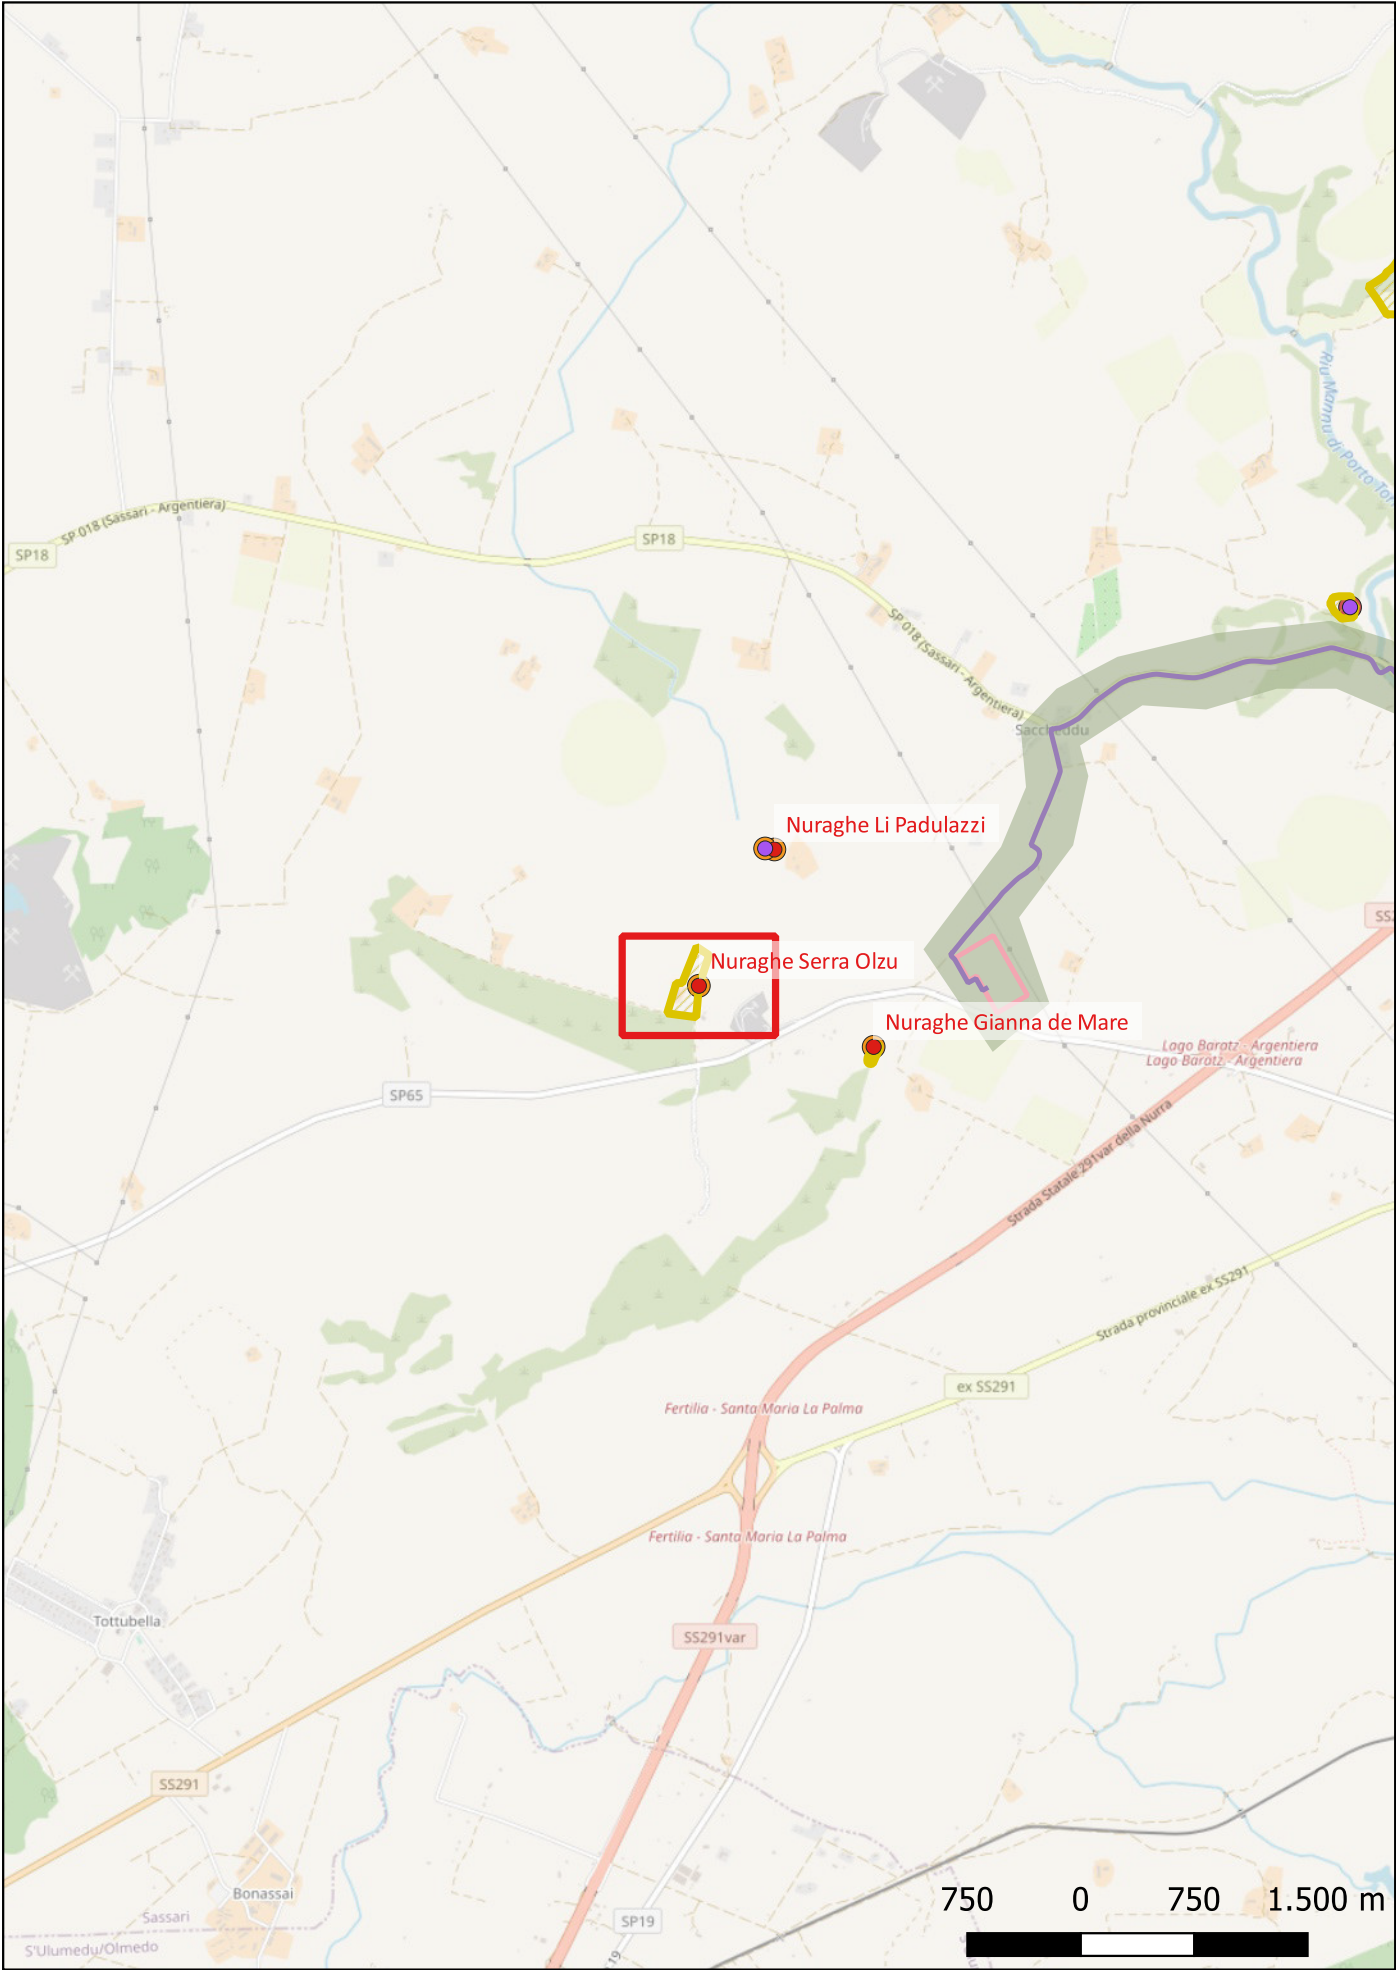 SP 018 (Sassari - Argentiera)
SP18
SP18
Riu Mannu di Porto Tor
SP 018 (Sassari - Argentiera)
Saccheddu
Nuraghe Li Padulazzi
SS2
Nuraghe Serra Olzu
Nuraghe Gianna de Mare
Lago Baratz - Argentiera
Lago Baratz - Argentiera
SP65
Strada Statale 291var della Nurra
Strada provinciale ex SS291
ex SS291
Fertilia - Santa Maria La Palma
Fertilia - Santa Maria La Palma
Tottubella
SS291var
SS291
Bonassai
Sassari
S'Ulumedu/Olmedo
SP19
19
750 0 750 1.500 m